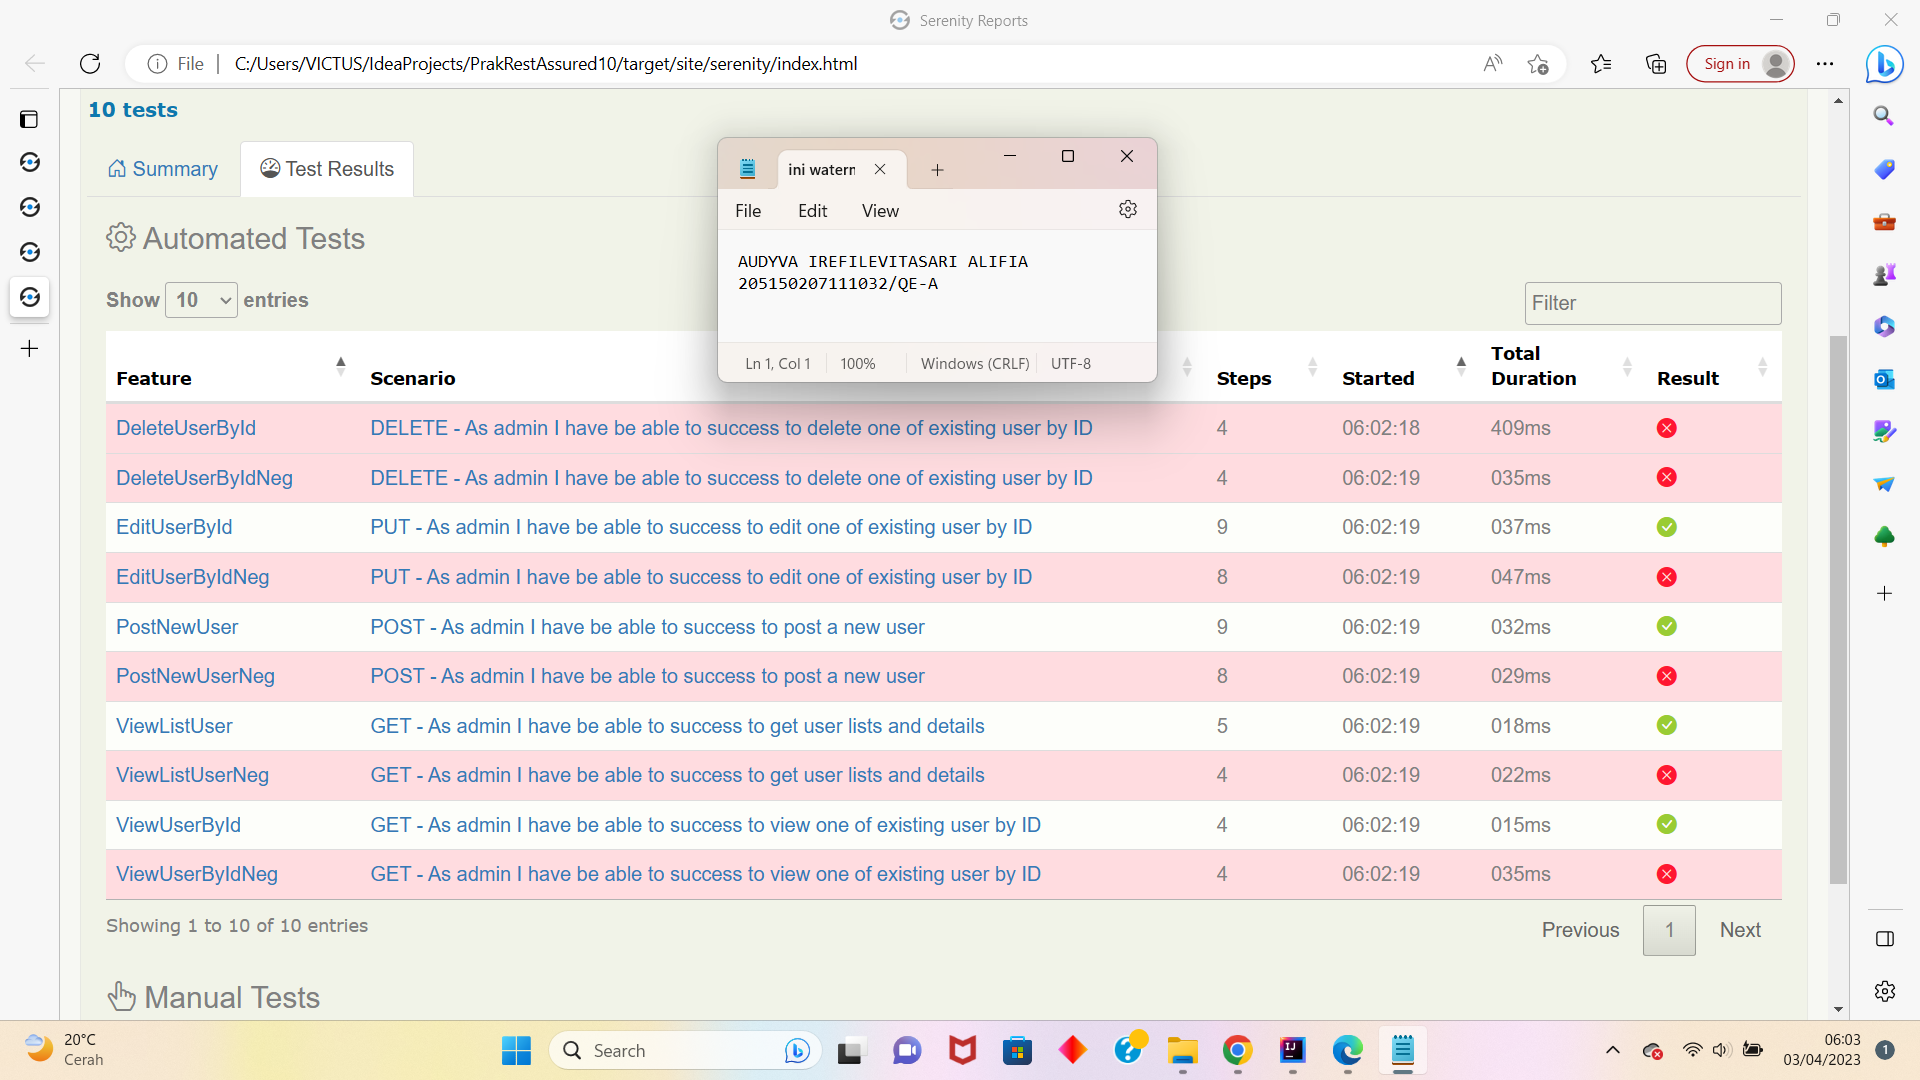 Serenity Reports
File
C:/Users/VICTUS/IdeaProjects/PrakRestAssured10/target/site/serenity/index.html
Sign in
10 tests
Summary
Test Results
ini waterm
File Edit View
AUDYVA IREFILEVITASARI ALIFIA
205150207111032/QE-A
Ln 1, Col 1 100% Windows (CRLF) UTF-8
Automated Tests
Show 10 entries
Filter
Feature Scenario Steps Started Total Duration Result
DeleteUserById DELETE - As admin I have be able to success to delete one of existing user by ID 4 06:02:18 409ms
DeleteUserByIdNeg DELETE - As admin I have be able to success to delete one of existing user by ID 4 06:02:19 035ms
EditUserById PUT - As admin I have be able to success to edit one of existing user by ID 9 06:02:19 037ms
EditUserByIdNeg PUT - As admin I have be able to success to edit one of existing user by ID 8 06:02:19 047ms
PostNewUser POST - As admin I have be able to success to post a new user 9 06:02:19 032ms
PostNewUserNeg POST - As admin I have be able to success to post a new user 8 06:02:19 029ms
ViewListUser GET - As admin I have be able to success to get user lists and details 5 06:02:19 018ms
ViewListUserNeg GET - As admin I have be able to success to get user lists and details 4 06:02:19 022ms
ViewUserById GET - As admin I have be able to success to view one of existing user by ID 4 06:02:19 015ms
ViewUserByIdNeg GET - As admin I have be able to success to view one of existing user by ID 4 06:02:19 035ms
Showing 1 to 10 of 10 entries
Previous 1 Next
Manual Tests
20°C
Cerah
Search
06:03
03/04/2023
1